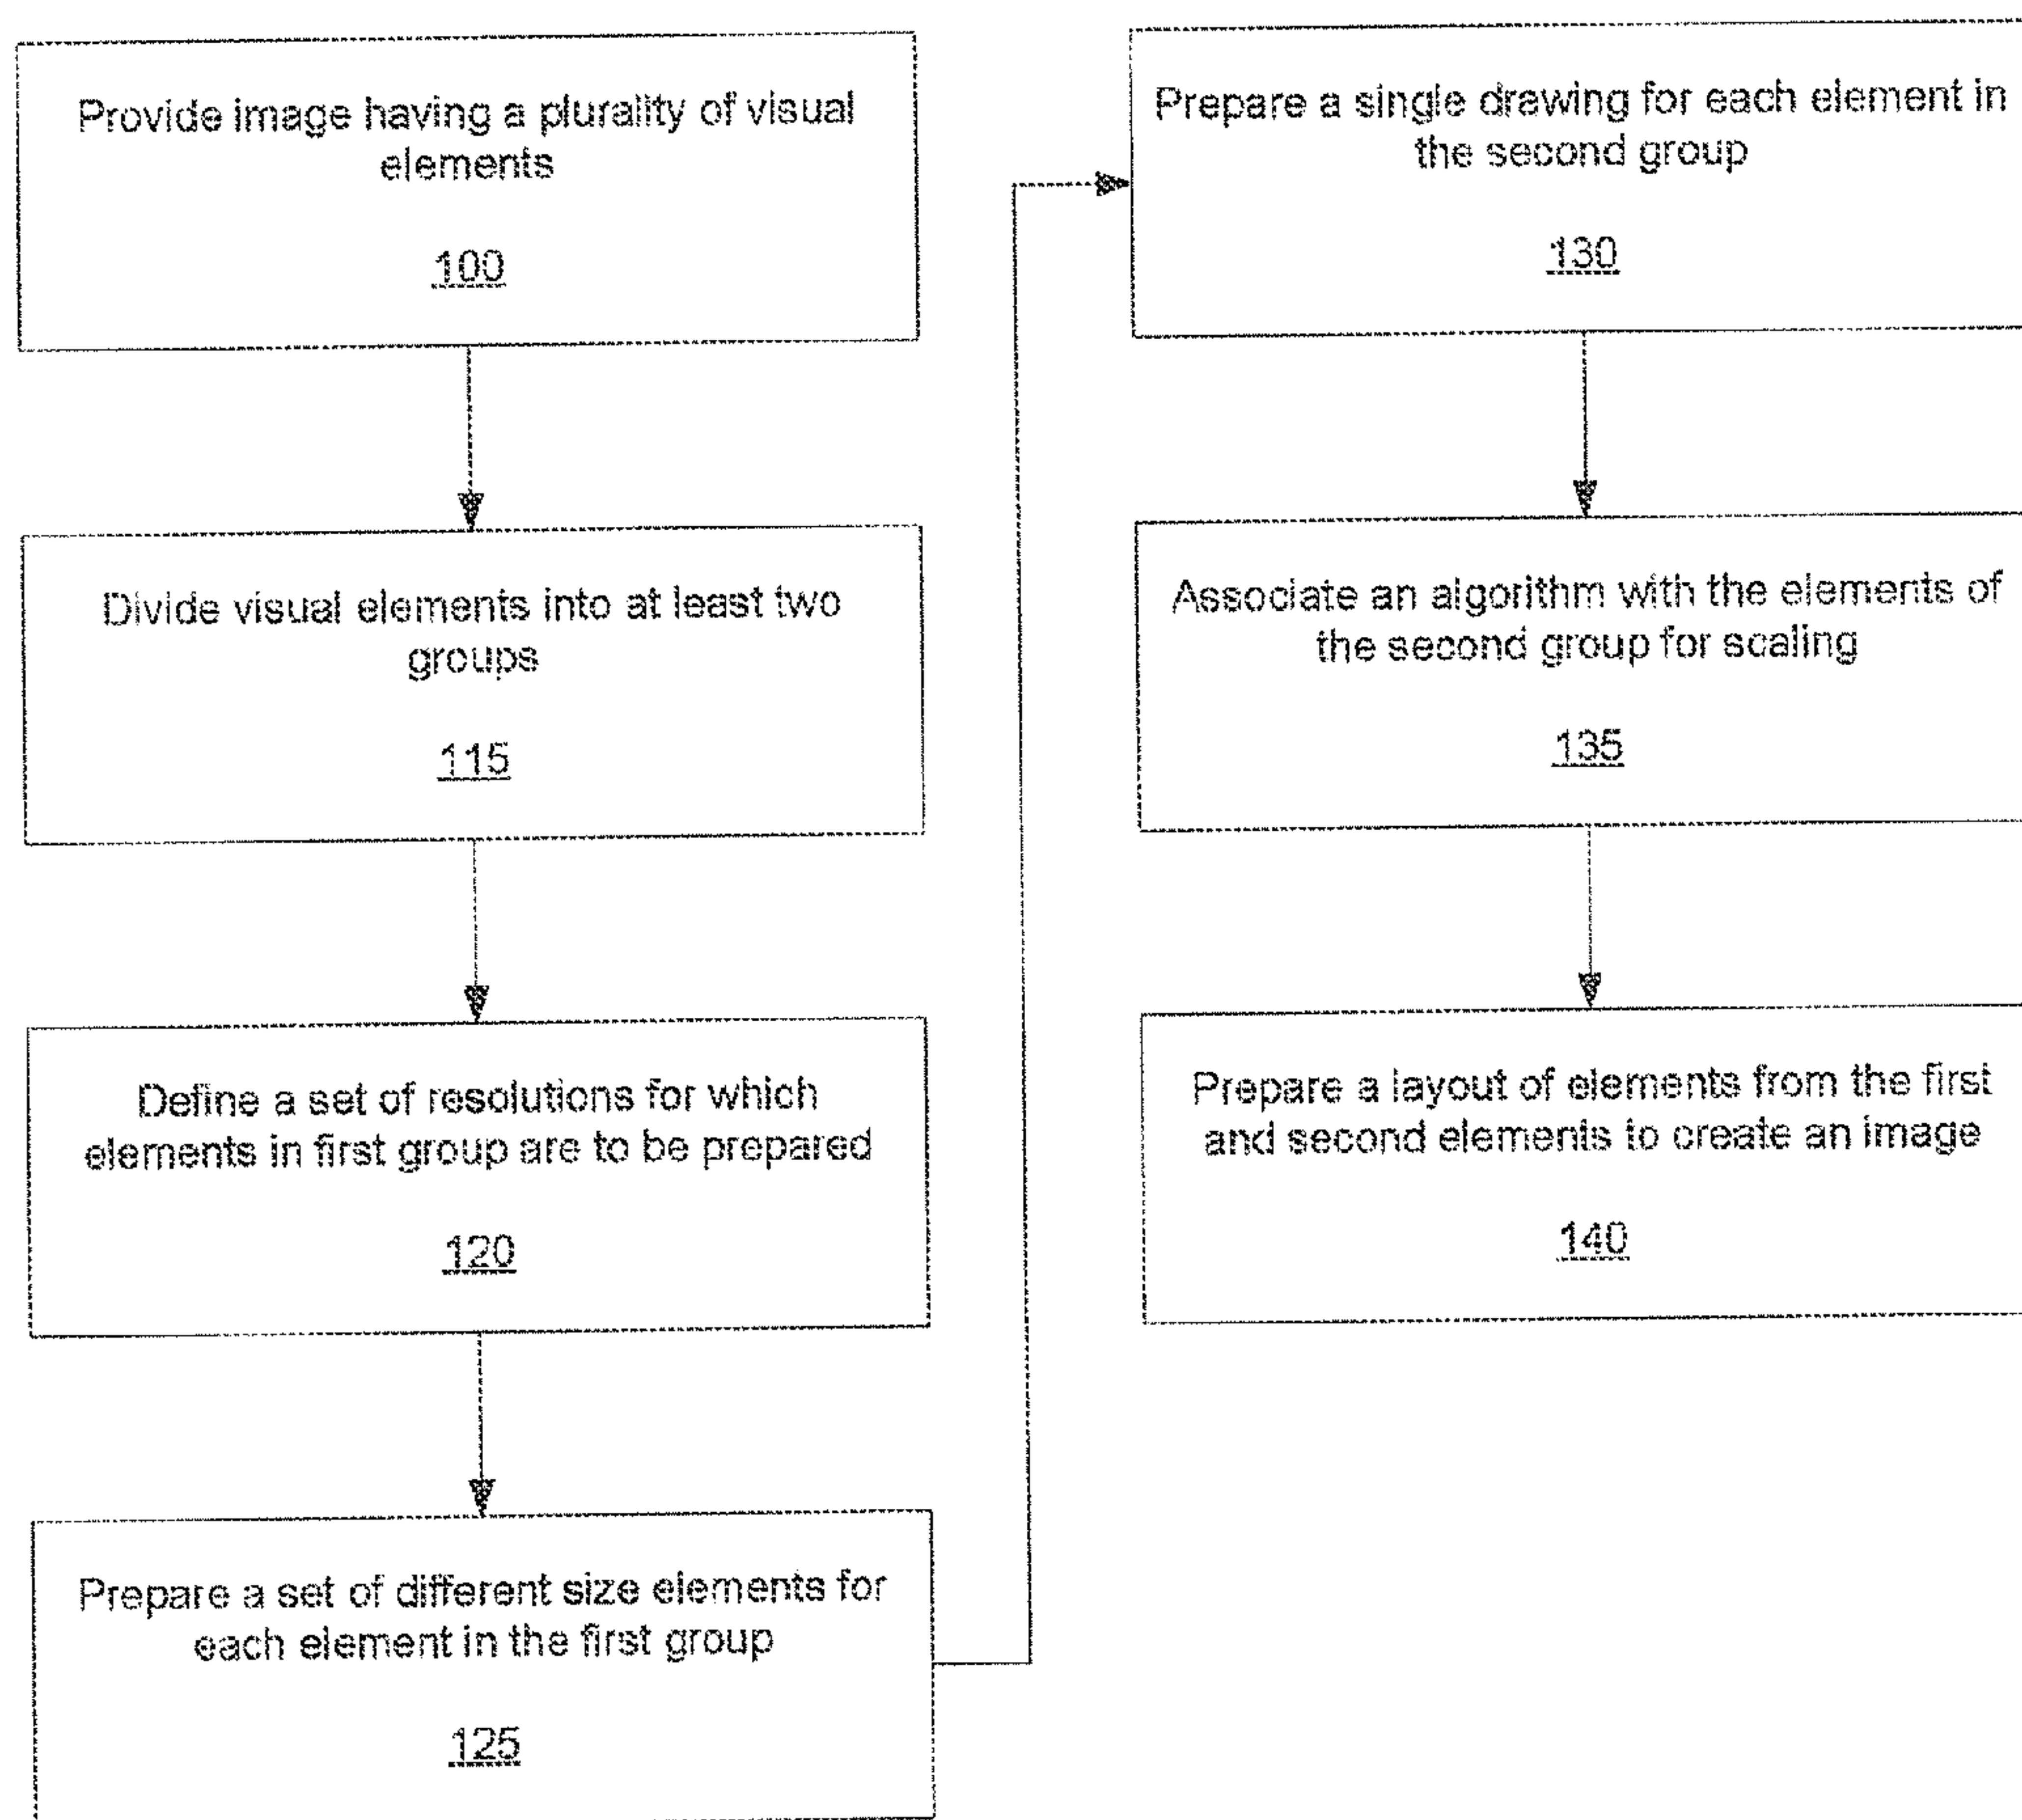 Provide image having a plurality of visual
elements
100
Divide visual elements into at least two
groups
115
Define a set of resolutions for which
elements in first group are to be prepared
120
Prepare a set of different size elements for
each element in the first group
125
Prepare a single drawing for each element in
the second group
130
Associate an algorithm with the elements of
the second group for scaling
135
Prepare a layout of elements from the first
and second elements to create an image
140